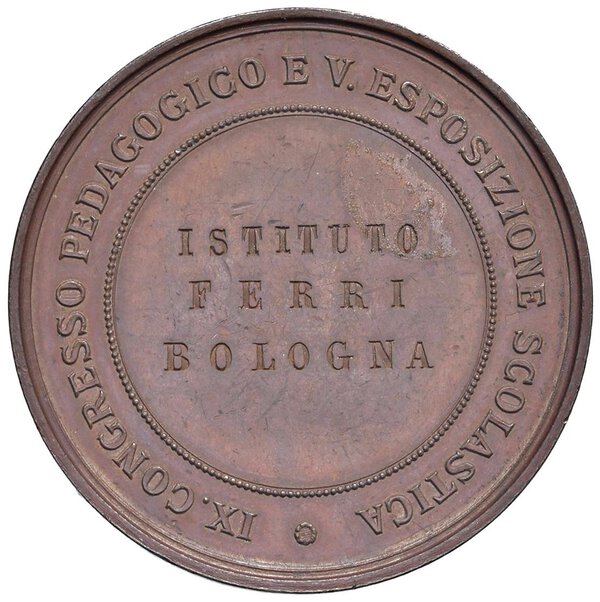 IX. CONGRESSO PEDAGOGICO E V. ESPOSIZIONE SCOLASTICA
ISTITUTO
FERRI
BOLOGNA